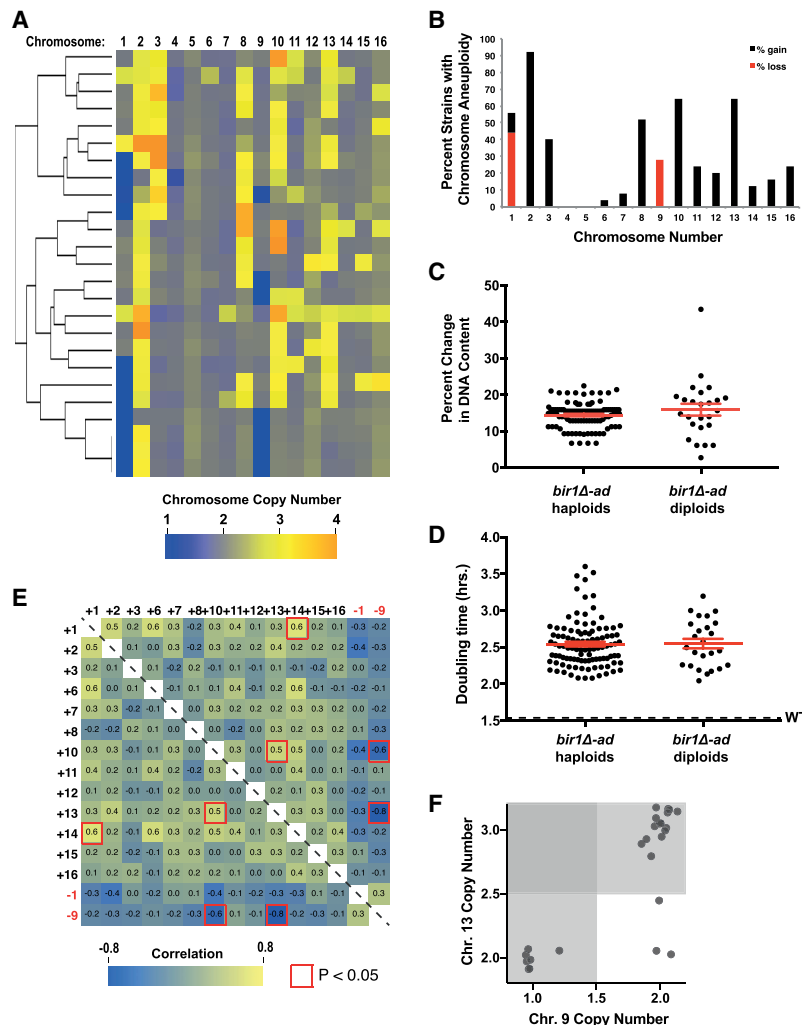 A
Chromosome:
1 2 3 4 5 6 7 8 9 10 11 12 13 14 15 16
Chromosome Copy Number
1 2 3 4
B
% gain
% loss
Percent Strains with
Chromosome Aneuploidy
100
90
80
70
60
50
40
30
20
10
0
1 2 3 4 5 6 7 8 9 10 11 12 13 14 15 16
Chromosome Number
C
Percent Change
in DNA Content
50
40
30
20
10
0
bir1Δ-ad
haploids
bir1Δ-ad
diploids
D
Doubling time (hrs.)
4.0
3.5
3.0
2.5
2.0
1.5
bir1Δ-ad
haploids
bir1Δ-ad
diploids
E
+1 +2 +3 +6 +7 +8 +10 +11 +12 +13 +14 +15 +16 -1 -9
+1 0.5 0.2 0.6 0.3 -0.2 0.3 0.4 0.1 0.3 0.6 0.2 0.1 -0.3 -0.2
+2 0.5 0.1 0.0 0.3 -0.2 0.3 0.2 0.2 0.4 0.2 0.2 0.2 -0.4 -0.3
+3 0.2 0.1 -0.1 -0.2 0.1 -0.1 -0.2 0.1 0.1 -0.1 -0.1 0.0 0.0 -0.2
+6 0.6 0.0 -0.1 -0.1 -0.1 0.1 0.4 -0.1 0.2 0.6 -0.1 -0.1 -0.2 -0.1
+7 0.3 0.3 -0.2 -0.1 0.0 0.3 0.2 0.1 0.3 0.3 0.2 0.2 0.1 -0.3
+8 -0.2 -0.2 0.1 -0.1 0.0 0.0 -0.2 0.0 0.2 0.1 0.0 0.1 0.0 -0.3
+10 0.3 0.3 -0.1 0.1 0.3 0.0 0.3 0.0 0.5 0.5 0.0 0.2 -0.4 -0.6
+11 0.4 0.2 -0.2 0.4 0.2 -0.2 0.3 0.0 0.1 0.3 0.2 0.0 -0.1 0.1
+12 0.1 0.2 0.1 -0.1 0.1 0.0 0.0 0.0 0.2 0.0 0.0 0.4 -0.2 -0.1
+13 0.3 0.4 0.1 0.2 0.3 0.2 0.5 0.1 0.2 0.3 0.2 0.2 -0.3 -0.8
+14 0.6 0.2 -0.1 0.6 0.3 0.1 0.5 0.3 0.0 0.3 0.2 0.1 -0.3 -0.2
+15 0.2 0.2 -0.1 -0.1 0.2 0.0 0.0 0.2 0.0 0.2 0.2 0.0 -0.1 -0.2
+16 0.1 0.2 0.0 -0.1 0.2 0.1 0.2 0.0 0.4 0.2 0.1 0.0 0.2 -0.3
-1 -0.3 -0.4 0.0 -0.2 0.1 0.0 -0.4 -0.1 -0.2 -0.3 -0.3 -0.1 0.2 0.3
-9 -0.2 -0.3 -0.2 -0.1 -0.3 -0.3 -0.6 0.1 -0.1 -0.8 -0.2 -0.2 -0.3 0.3
-0.8 Correlation 0.8
P < 0.05
F
Chr. 13 Copy Number
3.0
2.5
2.0
1.0 1.5 2.0
Chr. 9 Copy Number